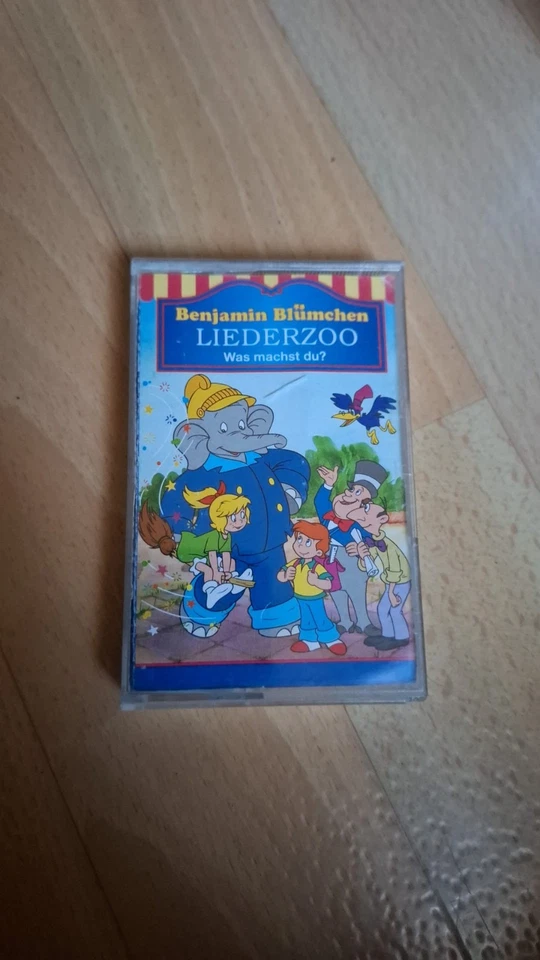 Benjamin Blümchen
LIEDERZOO
Was machst du?